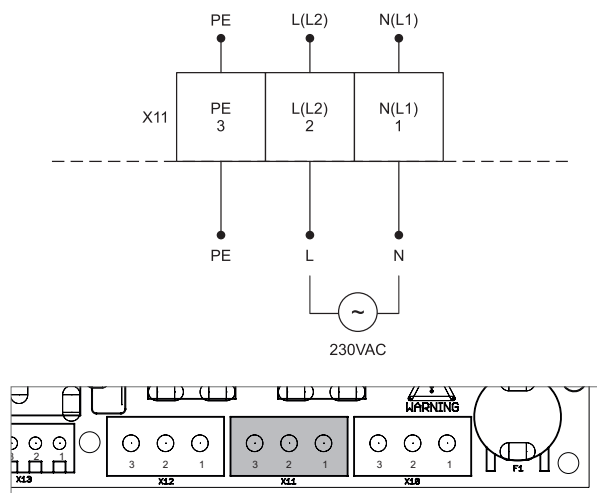 PE L(L2) N(L1)
X11
PE L(L2) N(L1)
3 2 1
PE L N
~
230VAC
WARNING
3 2 1 3 2 1 3 2 1 3 2 1
X13 X12 X11 X10 F1